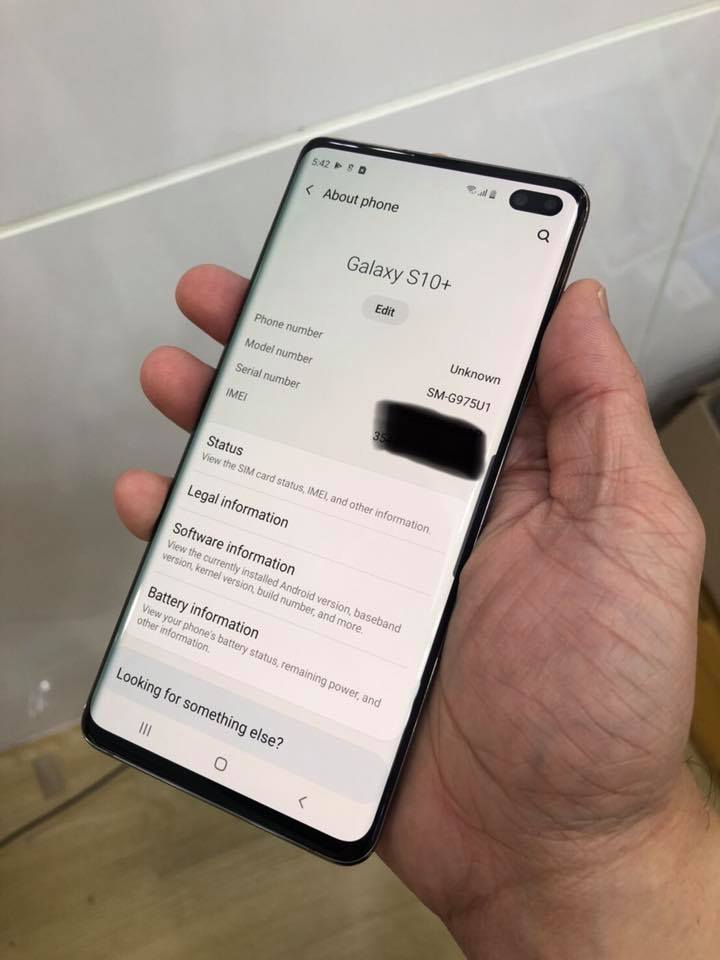 5:42
About phone
Galaxy S10+
Edit
Phone number
Unknown
Model number
SM-G975U1
Serial number
IMEI
35
Status
View the SIM card status, IMEI, and other information.
Legal information
Software information
View the currently installed Android version, baseband
version, kernel version, build number, and more.
Battery information
View your phone's battery status, remaining power, and
other information.
Looking for something else?